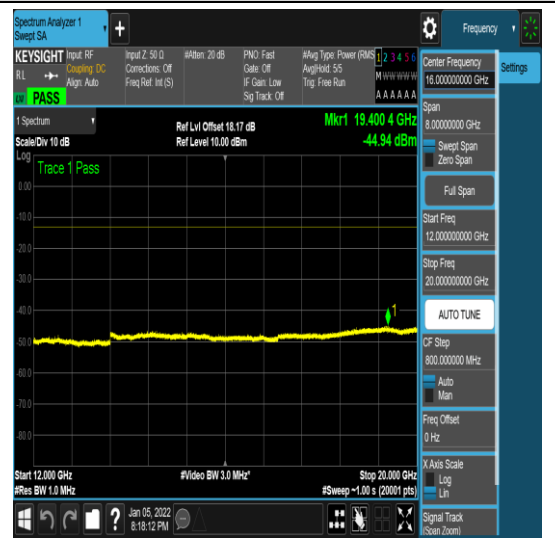 Spectrum Analyzer 1
Swept SA
+
Frequency
KEYSIGHT
RL
PASS
Input: RF
Coupling: DC
Align: Auto
Input Z: 50 Ω
Corrections: Off
Freq Ref: Int (S)
#Atten: 20 dB
PNO: Fast
Gate: Off
IF Gain: Low
Sig Track: Off
#Avg Type: Power (RMS
Avg|Hold: 5/5
Trig: Free Run
1 2 3 4 5 6
M W W W W W
A A A A A A
1 Spectrum
Scale/Div 10 dB
Ref Lvl Offset 18.17 dB
Ref Level 10.00 dBm
Mkr1 19.400 4 GHz
-44.94 dBm
Log
Trace 1 Pass
0.00
-10.0
-20.0
-30.0
-40.0
1
-50.0
-60.0
-70.0
-80.0
Start 12.000 GHz
#Res BW 1.0 MHz
#Video BW 3.0 MHz*
Stop 20.000 GHz
#Sweep ~1.00 s (20001 pts)
Center Frequency
16.000000000 GHz
Settings
Span
8.00000000 GHz
Swept Span
Zero Span
Full Span
Start Freq
12.000000000 GHz
Stop Freq
20.000000000 GHz
AUTO TUNE
CF Step
800.000000 MHz
Auto
Man
Freq Offset
0 Hz
X Axis Scale
Log
Lin
Signal Track
(Span Zoom)
?
Jan 05, 2022
8:18:12 PM